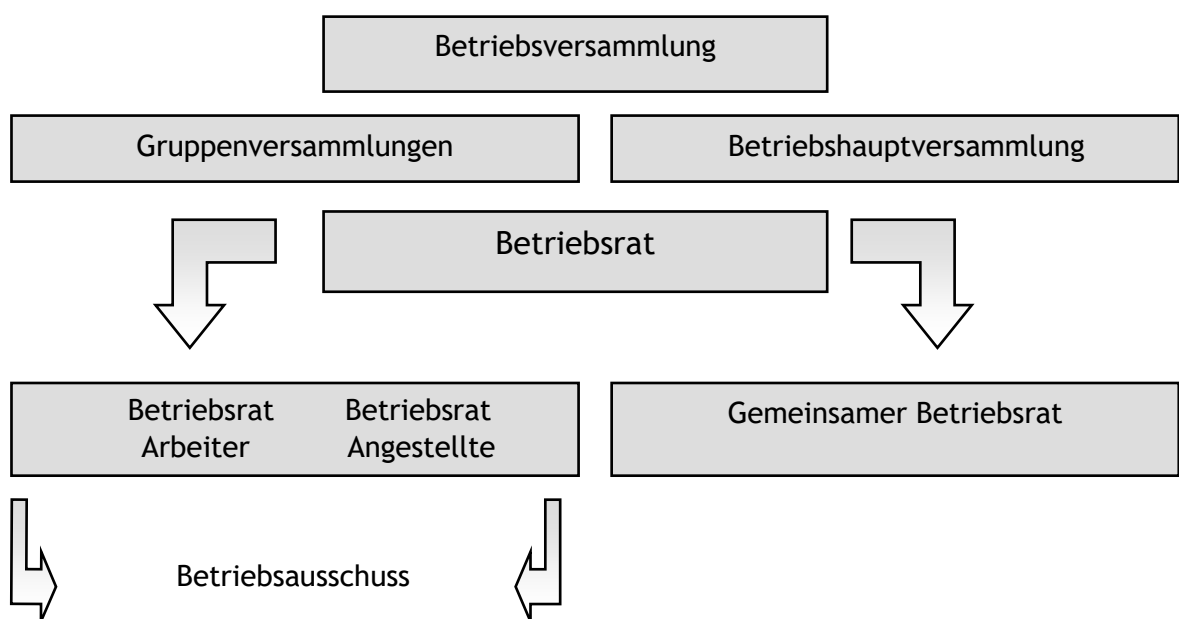 Betriebsversammlung
Gruppenversammlungen
Betriebshauptversammlung
Betriebsrat
Betriebsrat
Arbeiter
Betriebsrat
Angestellte
Gemeinsamer Betriebsrat
Betriebsausschuss